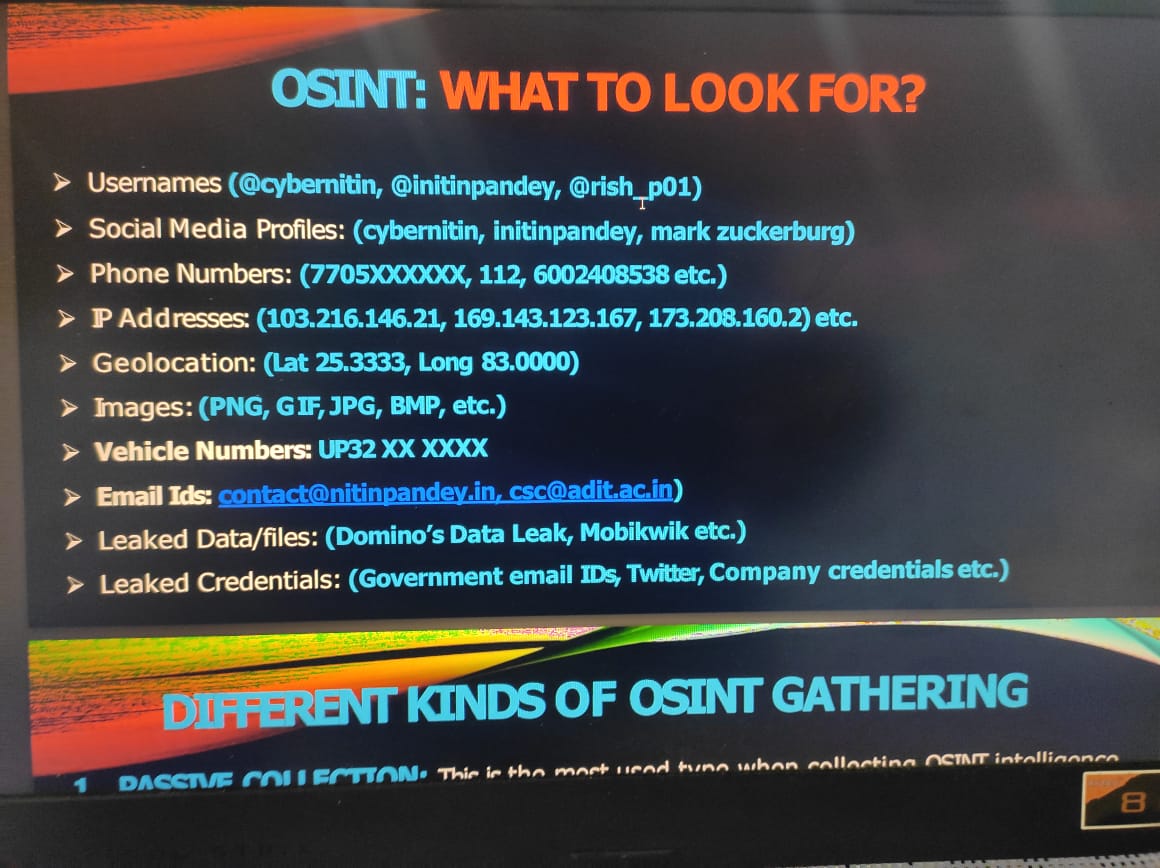 OSINT: WHAT TO LOOK FOR?
➢ Usernames (@cybernitin, @initinpandey, @rish_p01)
➢ Social Media Profiles: (cybernitin, initinpandey, mark zuckerburg)
➢ Phone Numbers: (7705XXXXXX, 112, 6002408538 etc.)
➢ IP Addresses: (103.216.146.21, 169.143.123.167, 173.208.160.2) etc.
➢ Geolocation: (Lat 25.3333, Long 83.0000)
➢ Images: (PNG, GIF, JPG, BMP, etc.)
➢ Vehicle Numbers: UP32 XX XXXX
➢ Email Ids: contact@nitinpandey.in, csc@adit.ac.in)
➢ Leaked Data/files: (Domino's Data Leak, Mobikwik etc.)
➢ Leaked Credentials: (Government email IDs, Twitter, Company credentials etc.)
DIFFERENT KINDS OF OSINT GATHERING
1. PASSIVE COLLECTION: This is the most used type when collecting OSINT intelligence
8